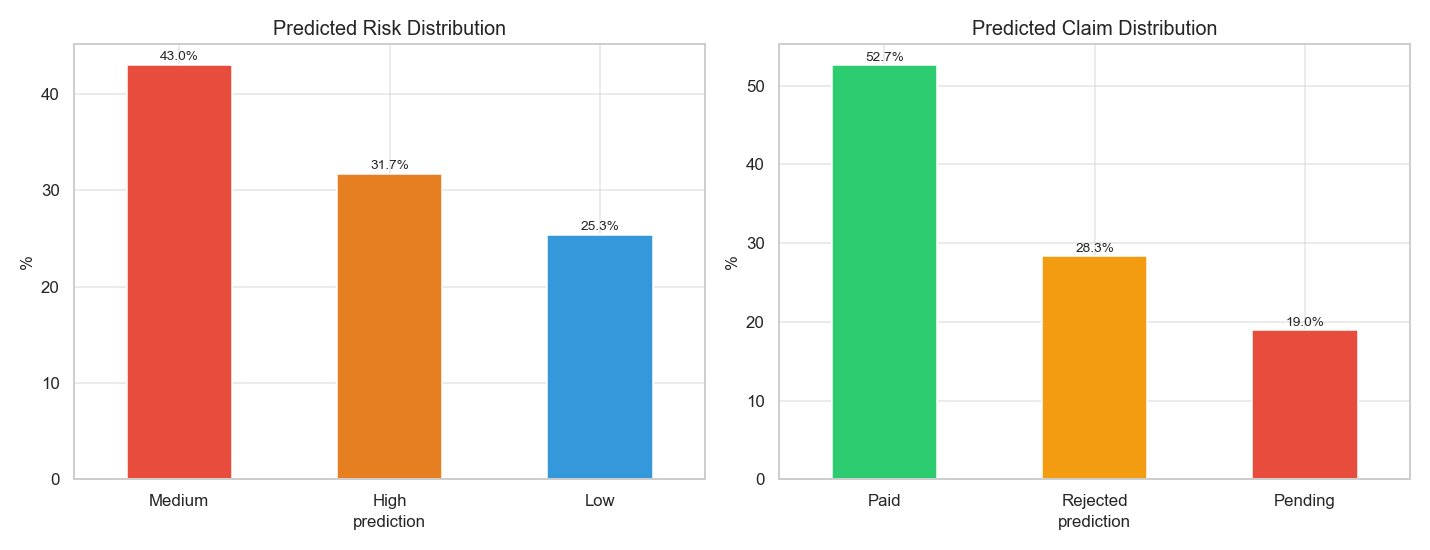 Predicted Risk Distribution
%
40
30
20
10
0
43.0%
31.7%
25.3%
Medium
High
Low
prediction
Predicted Claim Distribution
%
50
40
30
20
10
0
52.7%
28.3%
19.0%
Paid
Rejected
Pending
prediction